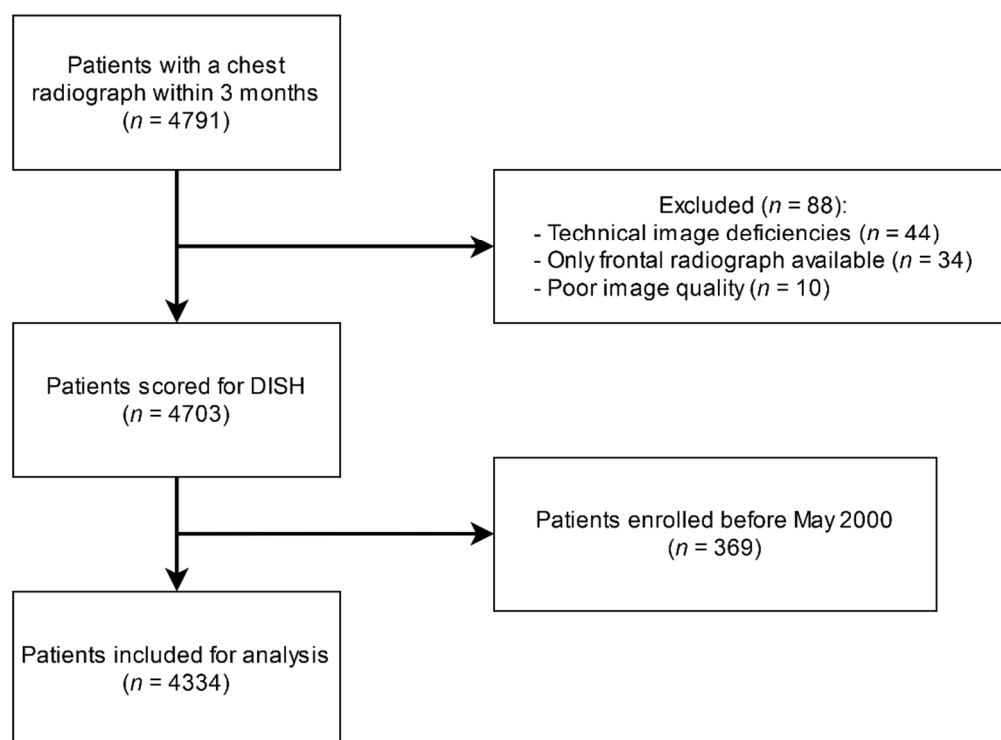 Patients with a chest
radiograph within 3 months
(n = 4791)
Excluded (n = 88):
- Technical image deficiencies (n = 44)
- Only frontal radiograph available (n = 34)
- Poor image quality (n = 10)
Patients scored for DISH
(n = 4703)
Patients enrolled before May 2000
(n = 369)
Patients included for analysis
(n = 4334)